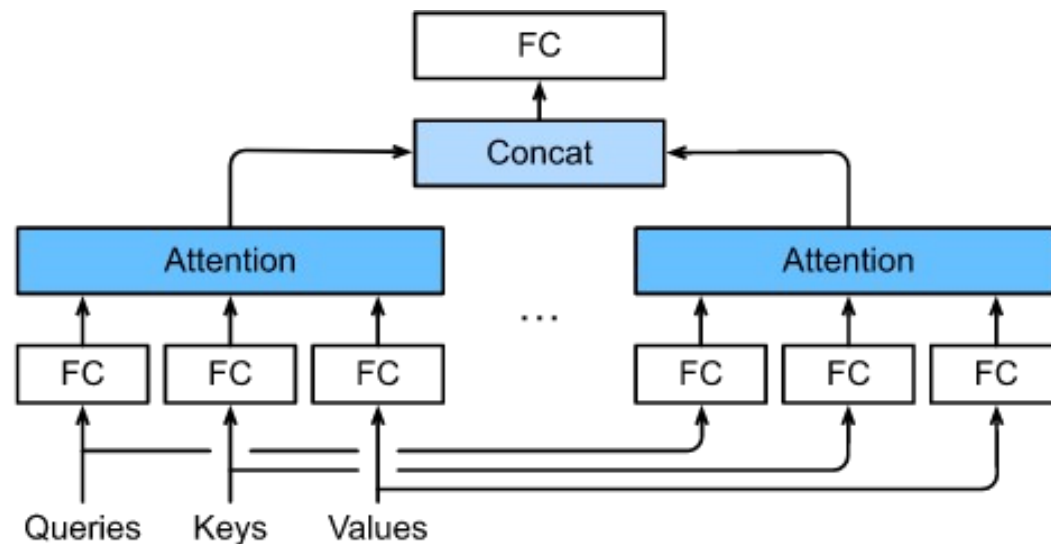 FC
Concat
Attention Attention
...
FC FC FC FC FC FC
Queries Keys Values